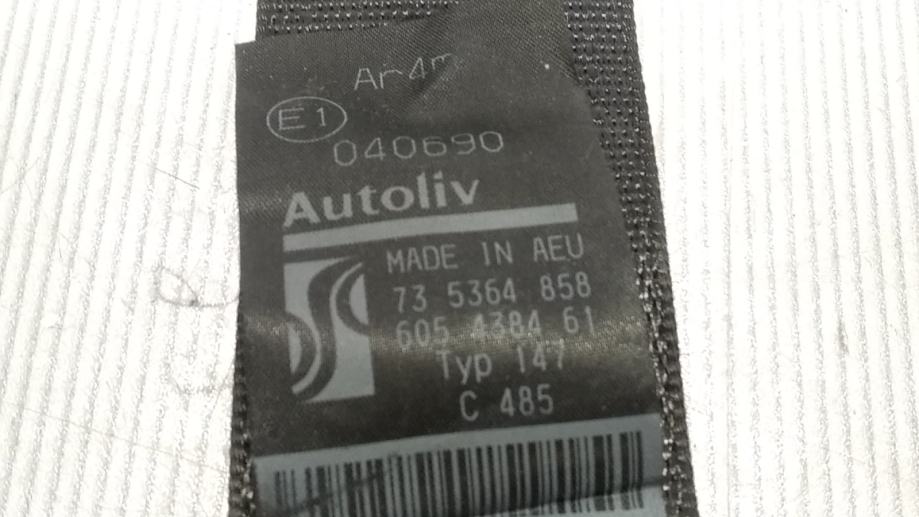 Ar4m
E1
040690
Autoliv
MADE IN AEU
73 5364 858
605 4384 61
Typ 147
C 485